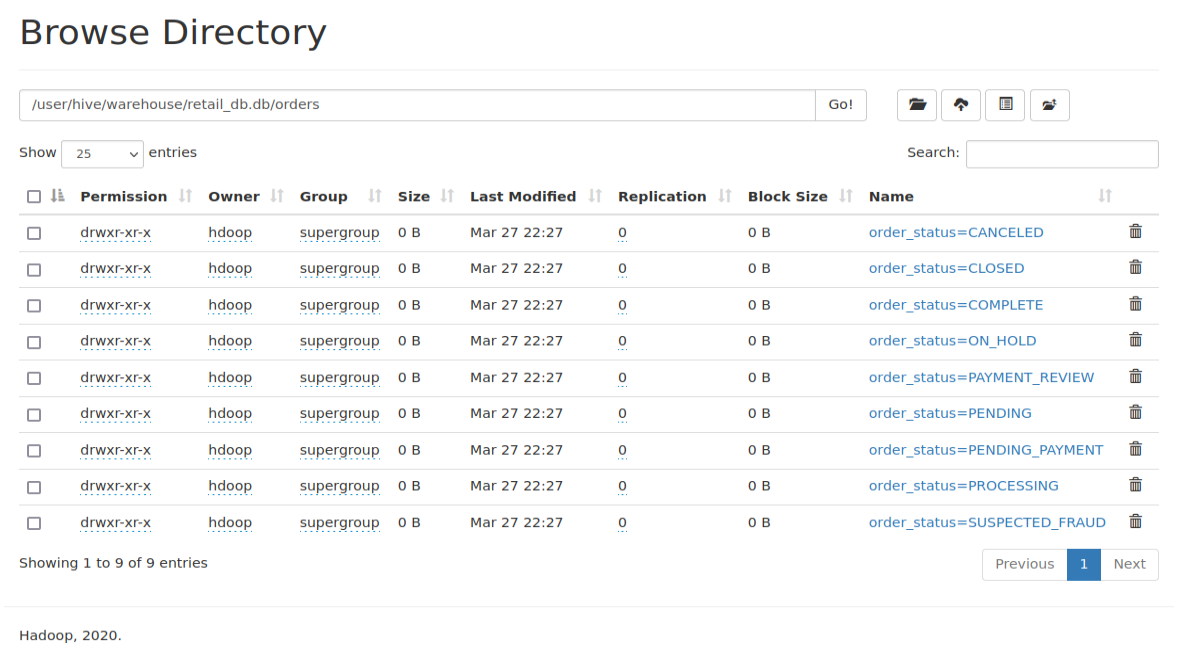 Browse Directory
/user/hive/warehouse/retail_db.db/orders Go!
Show 25 entries Search:
Permission Owner Group Size Last Modified Replication Block Size Name
drwxr-xr-x hdoop supergroup 0 B Mar 27 22:27 0 0 B order_status=CANCELED
drwxr-xr-x hdoop supergroup 0 B Mar 27 22:27 0 0 B order_status=CLOSED
drwxr-xr-x hdoop supergroup 0 B Mar 27 22:27 0 0 B order_status=COMPLETE
drwxr-xr-x hdoop supergroup 0 B Mar 27 22:27 0 0 B order_status=ON_HOLD
drwxr-xr-x hdoop supergroup 0 B Mar 27 22:27 0 0 B order_status=PAYMENT_REVIEW
drwxr-xr-x hdoop supergroup 0 B Mar 27 22:27 0 0 B order_status=PENDING
drwxr-xr-x hdoop supergroup 0 B Mar 27 22:27 0 0 B order_status=PENDING_PAYMENT
drwxr-xr-x hdoop supergroup 0 B Mar 27 22:27 0 0 B order_status=PROCESSING
drwxr-xr-x hdoop supergroup 0 B Mar 27 22:27 0 0 B order_status=SUSPECTED_FRAUD
Showing 1 to 9 of 9 entries Previous 1 Next
Hadoop, 2020.